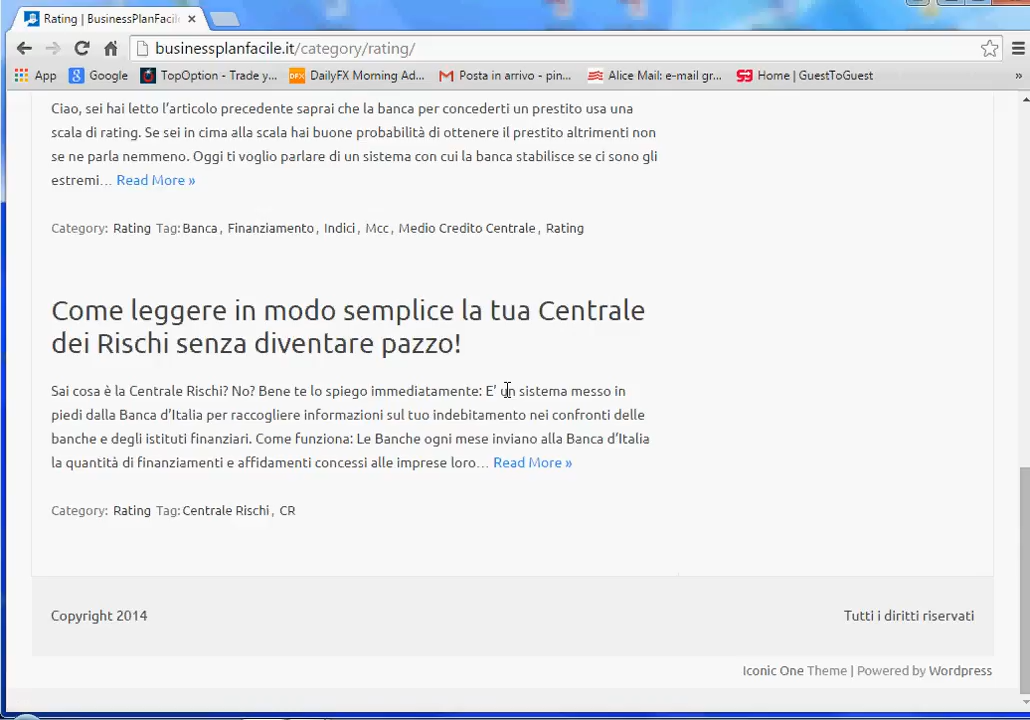 Rating | BusinessPlanFacil
businessplanfacile.it/category/rating/
App Google TopOption - Trade y... DailyFX Morning Ad... Posta in arrivo - pin... Alice Mail: e-mail gr... Home | GuestToGuest »
Ciao, sei hai letto l'articolo precedente saprai che la banca per concederti un prestito usa una
scala di rating. Se sei in cima alla scala hai buone probabilità di ottenere il prestito altrimenti non
se ne parla nemmeno. Oggi ti voglio parlare di un sistema con cui la banca stabilisce se ci sono gli
estremi… Read More »
Category: Rating Tag: Banca, Finanziamento, Indici, Mcc, Medio Credito Centrale, Rating
Come leggere in modo semplice la tua Centrale
dei Rischi senza diventare pazzo!
Sai cosa è la Centrale Rischi? No? Bene te lo spiego immediatamente: E' un sistema messo in
piedi dalla Banca d'Italia per raccogliere informazioni sul tuo indebitamento nei confronti delle
banche e degli istituti finanziari. Come funziona: Le Banche ogni mese inviano alla Banca d'Italia
la quantità di finanziamenti e affidamenti concessi alle imprese loro… Read More »
Category: Rating Tag: Centrale Rischi, CR
Copyright 2014 Tutti i diritti riservati
Iconic One Theme | Powered by Wordpress